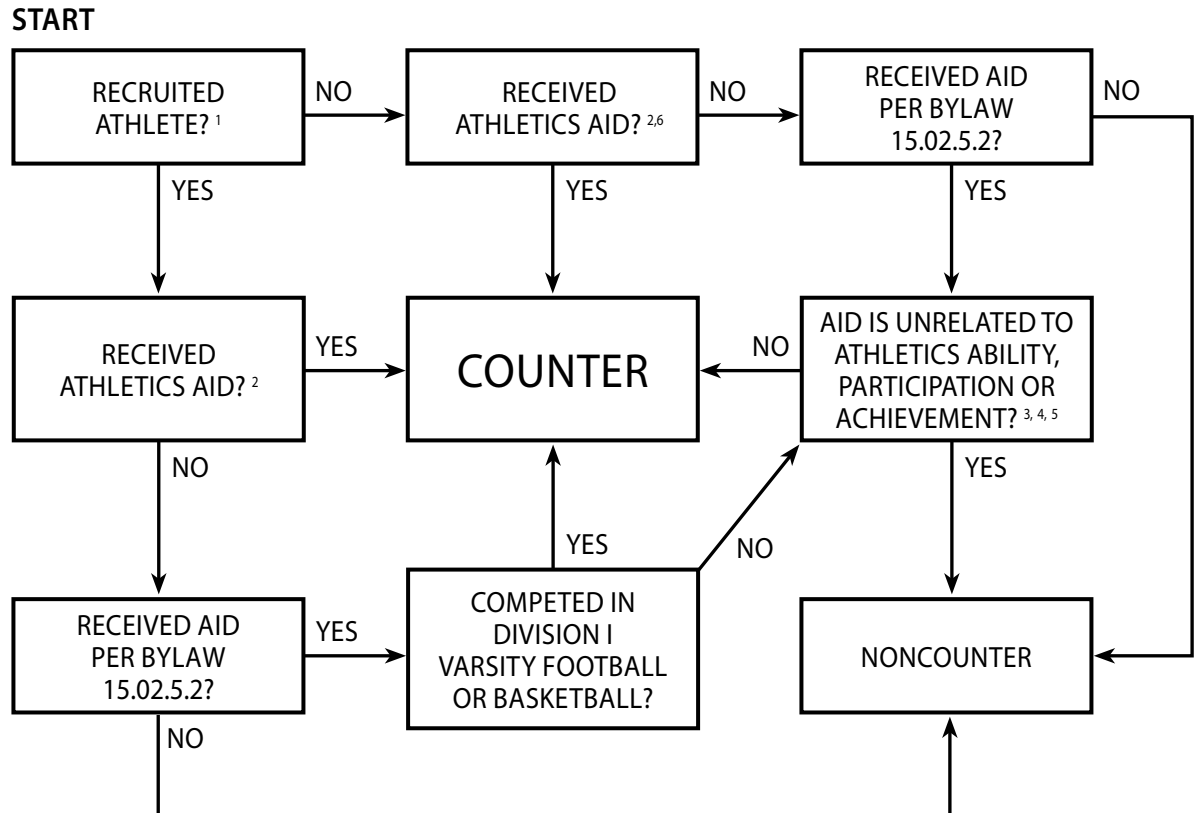 START
RECRUITED
ATHLETE? 1
NO
RECEIVED
ATHLETICS AID? 2,6
NO
RECEIVED AID
PER BYLAW
15.02.5.2?
NO
YES
YES
YES
RECEIVED
ATHLETICS AID? 2
YES
COUNTER
NO
AID IS UNRELATED TO
ATHLETICS ABILITY,
PARTICIPATION OR
ACHIEVEMENT? 3, 4, 5
NO
YES
YES
NO
RECEIVED AID
PER BYLAW
15.02.5.2?
YES
COMPETED IN
DIVISION I
VARSITY FOOTBALL
OR BASKETBALL?
NONCOUNTER
NO